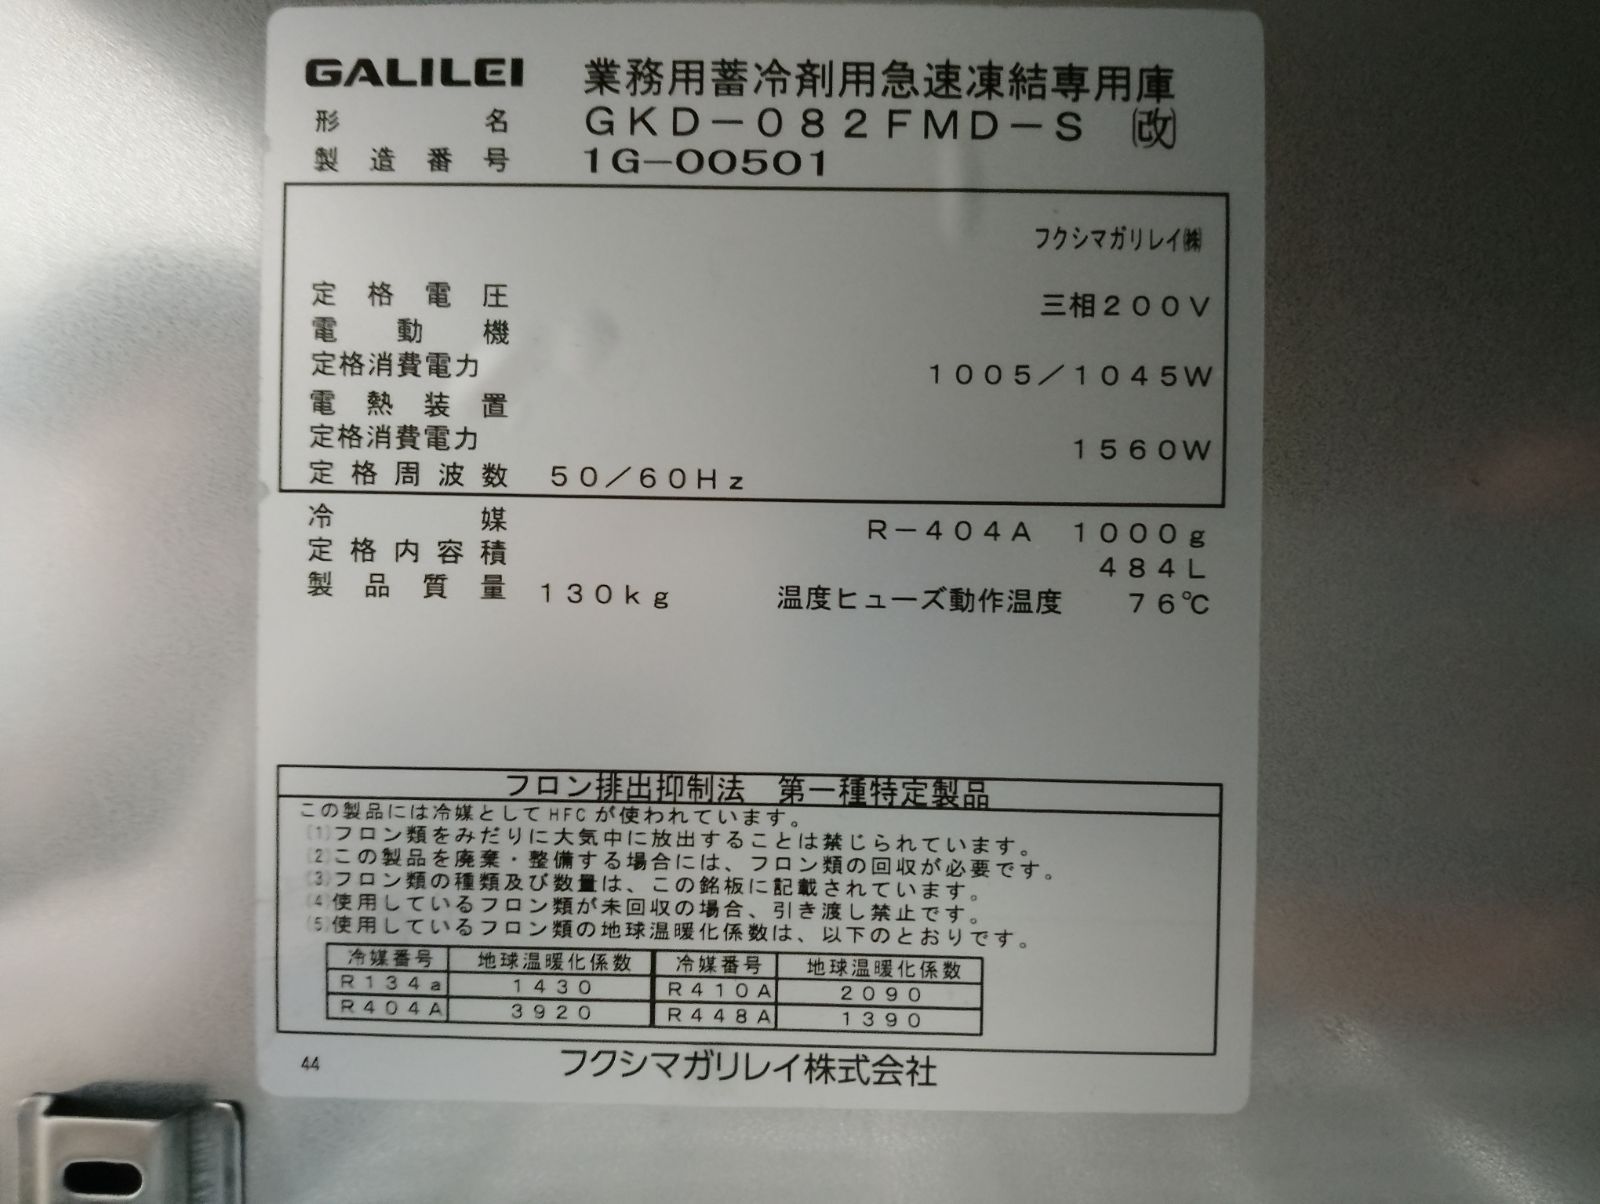 GALILEI 業務用蓄冷剤用急速凍結専用庫
形名 GKD-082FMD-S ㊋改
製造番号 1G-00501
フクシマガリレイ㈱
定格電圧 三相200V
電動機
定格消費電力 1005/1045W
電熱装置
定格消費電力 1560W
定格周波数 50/60Hz
冷媒 R-404A 1000g
定格内容積 484L
製品質量 130kg 温度ヒューズ動作温度 76℃
フロン排出抑制法 第一種特定製品
この製品には冷媒としてHFCが使われています。
(1)フロン類をみだりに大気中に放出することは禁じられています。
(2)この製品を廃棄・整備する場合には、フロン類の回収が必要です。
(3)フロン類の種類及び数量は、この銘板に記載されています。
(4)使用しているフロン類が未回収の場合、引き渡し禁止です。
(5)使用しているフロン類の地球温暖化係数は、以下のとおりです。
冷媒番号 地球温暖化係数 冷媒番号 地球温暖化係数
R134a 1430 R410A 2090
R404A 3920 R448A 1390
44 フクシマガリレイ株式会社